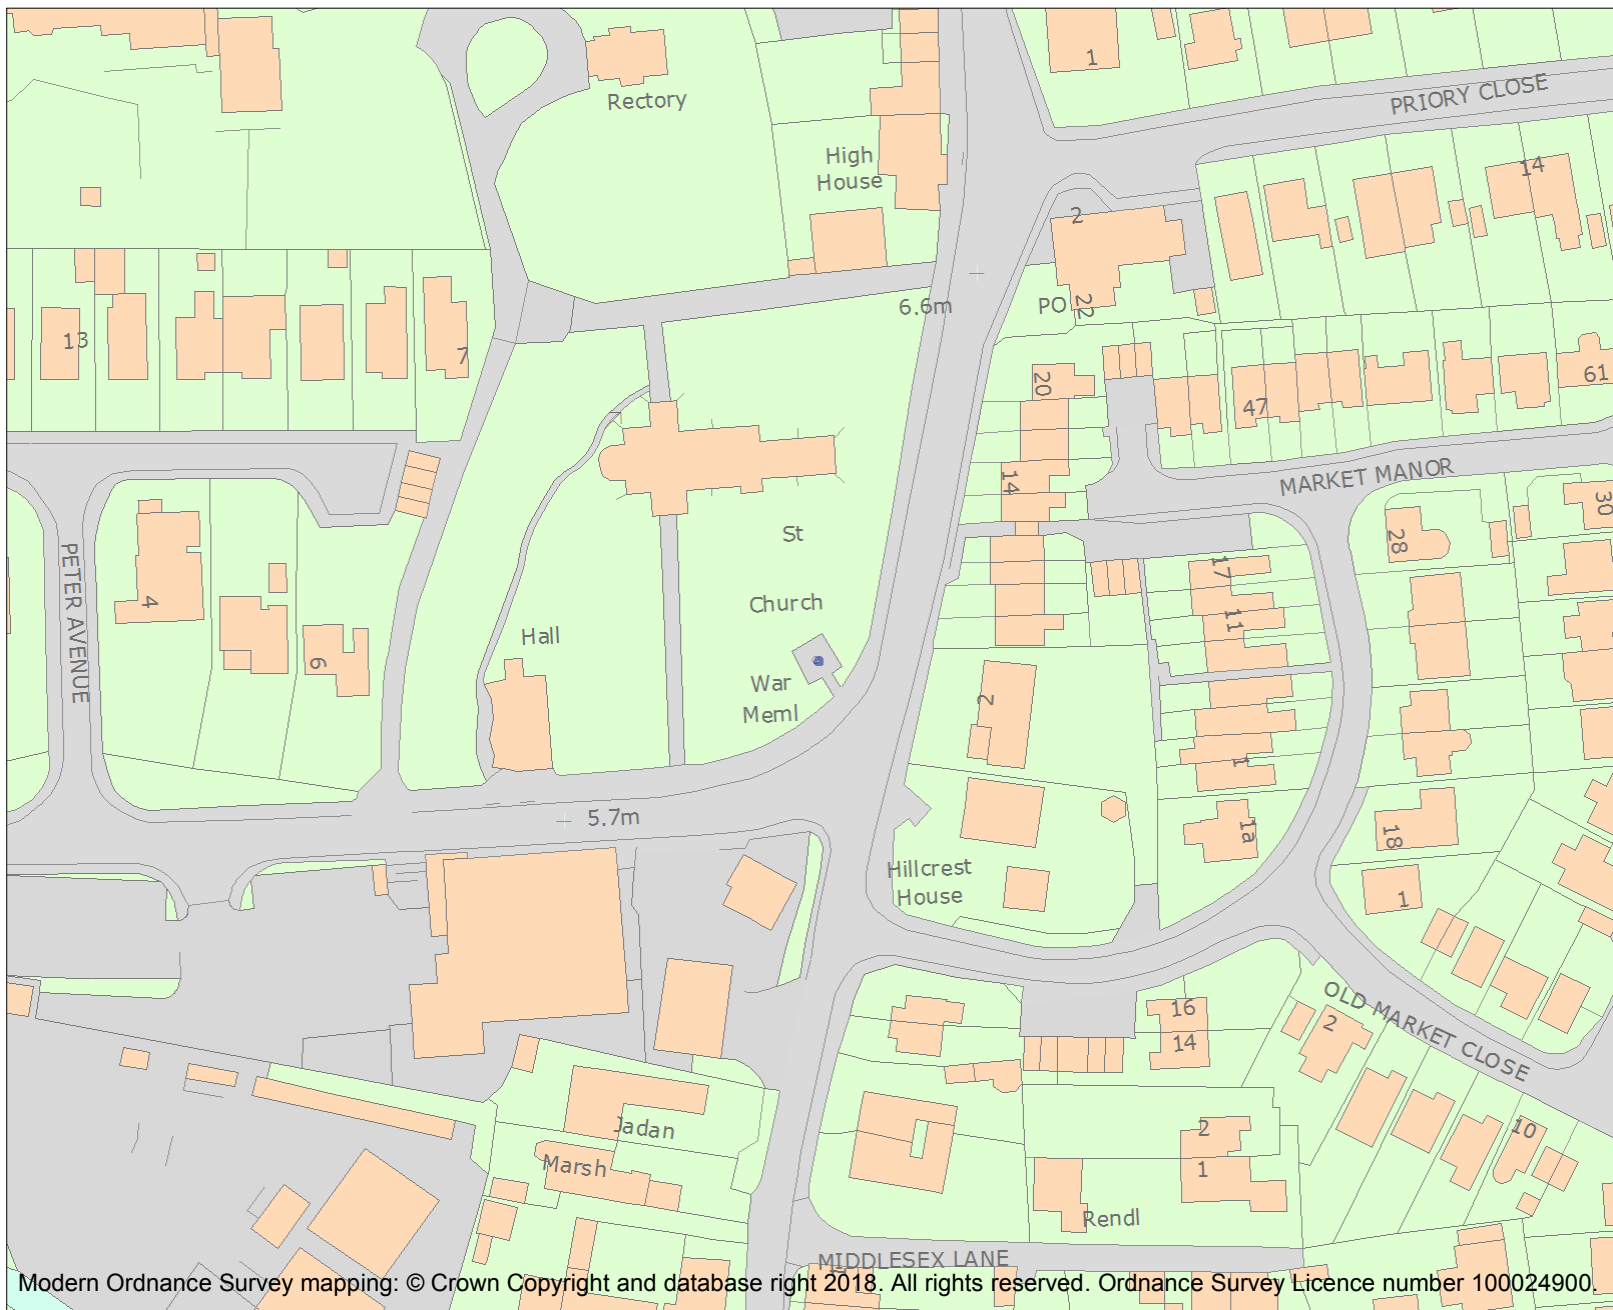 1
PRIORY CLOSE
Rectory
High
House
14
2
PO
22
6.6m
13
7
20
47
61
14
MARKET MANOR
30
28
St
Church
PETER AVENUE
4
6
Hall
War
Meml
17
11
2
1
1a
18
5.7m
Hillcrest
House
1
OLD MARKET CLOSE
2
16
14
Jadan
Marsh
2
1
10
Rendl
MIDDLESEX LANE
Modern Ordnance Survey mapping: © Crown Copyright and database right 2018. All rights reserved. Ordnance Survey Licence number 100024900.